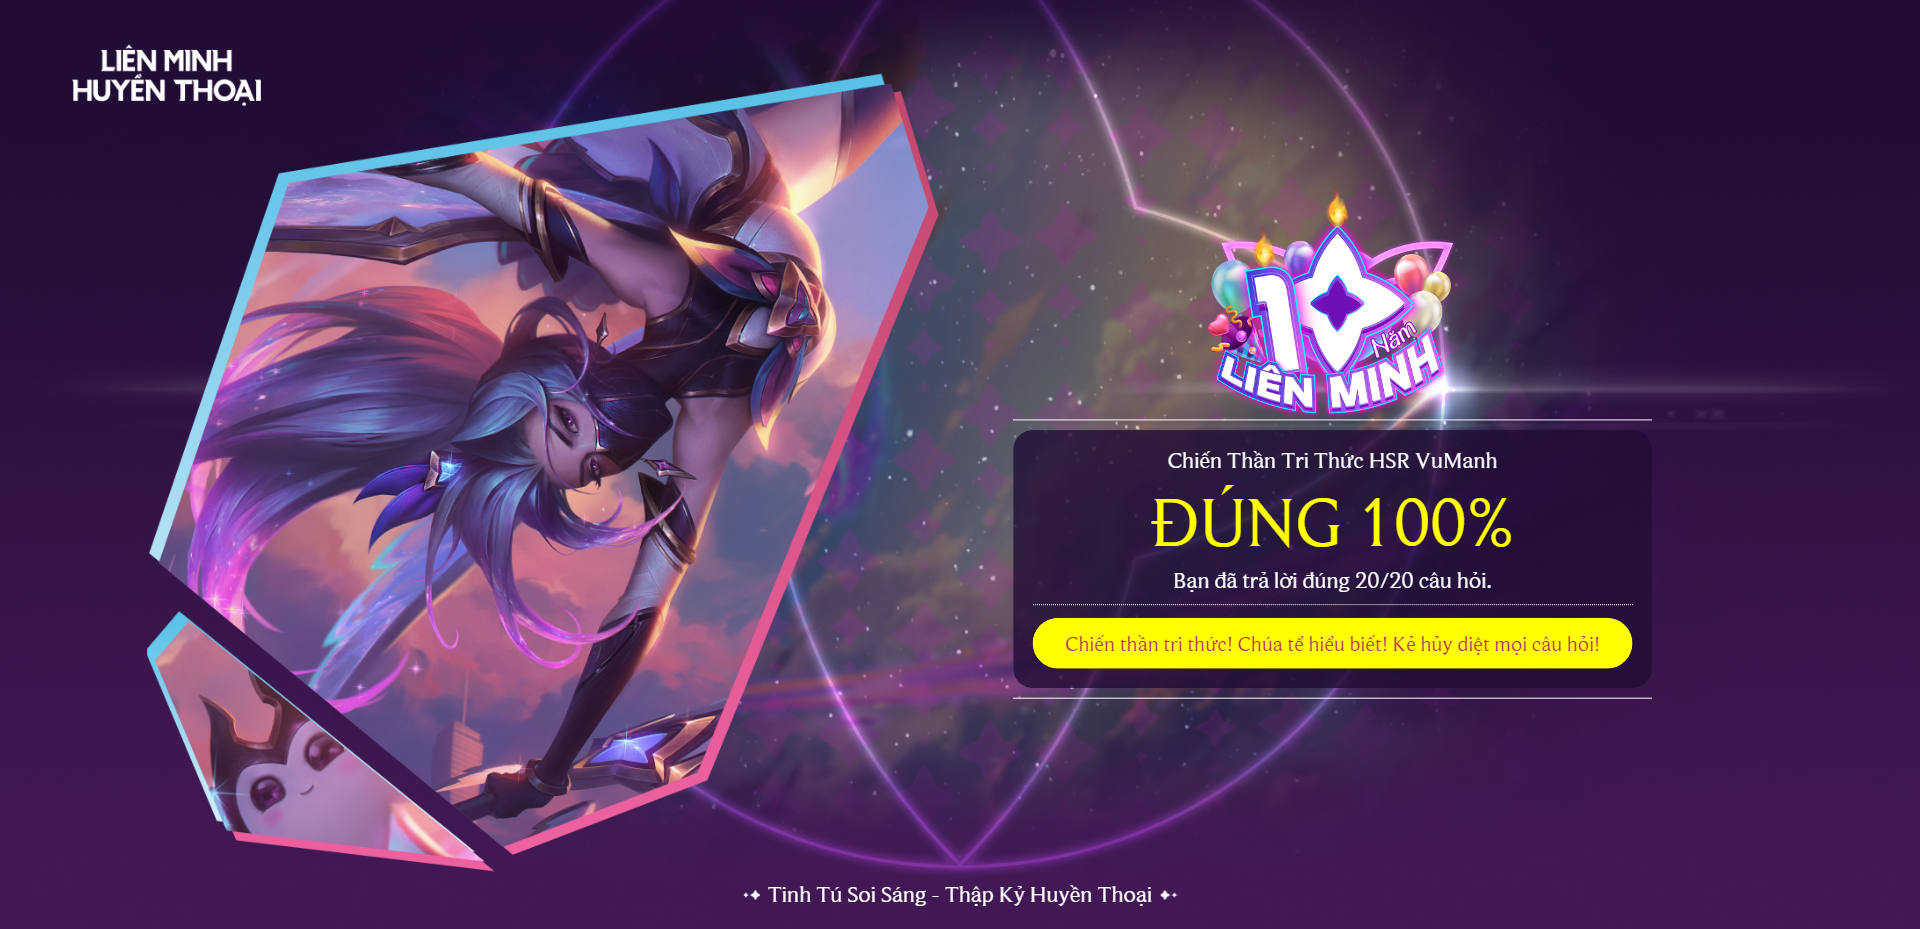 LIÊN MINH
HUYỀN THOẠI
10
Năm
LIÊN MINH
Chiến Thần Tri Thức HSR VuManh
ĐÚNG 100%
Bạn đã trả lời đúng 20/20 câu hỏi.
Chiến thần tri thức! Chúa tể hiểu biết! Kẻ hủy diệt mọi câu hỏi!
Tinh Tú Soi Sáng - Thập Kỷ Huyền Thoại